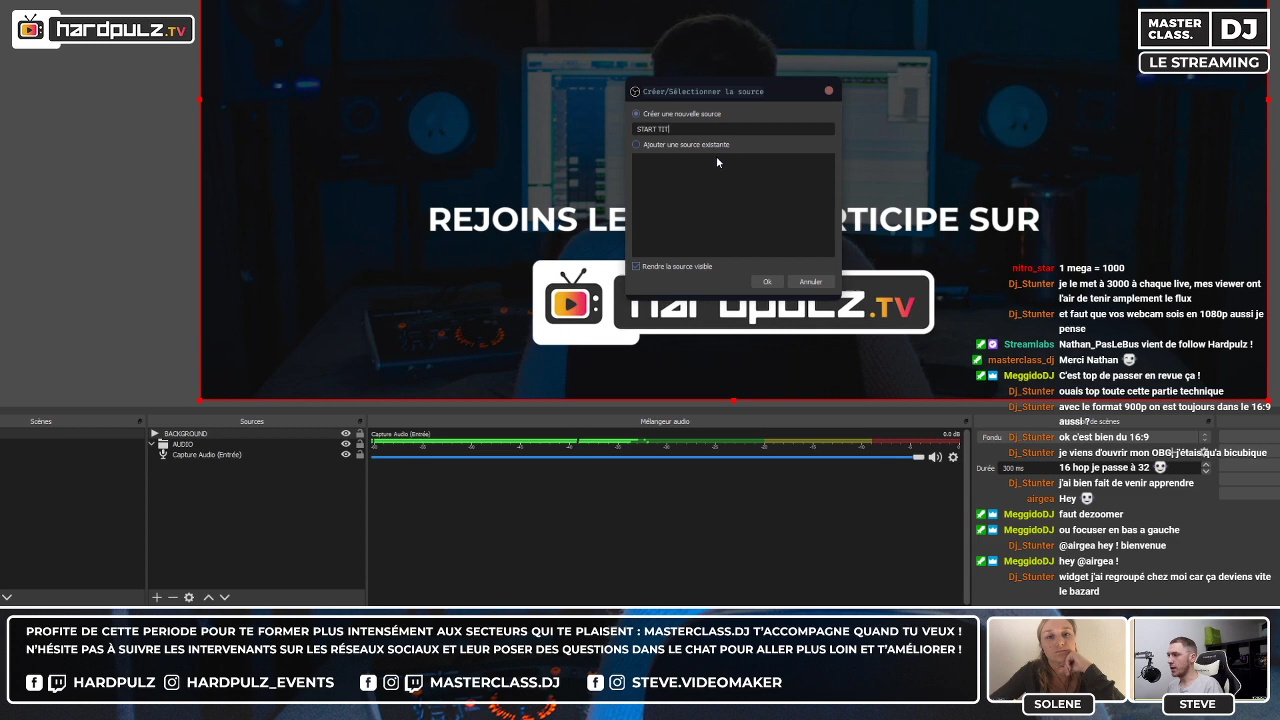 HARDPULZ.TV
MASTER
CLASS.
DJ
LE STREAMING
Créer/Sélectionner la source
Créer une nouvelle source
START TIT
Ajouter une source existante
Rendre la source visible
Ok
Annuler
REJOINS LE
RTICIPE SUR
HARDPULZ.TV
nitro_star 1 mega = 1000
Dj_Stunter je le met à 3000 à chaque live, mes viewer ont
l'air de tenir amplement le flux
Dj_Stunter et faut que vos webcam sois en 1080p aussi je
pense
Streamlabs Nathan_PasLeBus vient de follow Hardpulz !
masterclass_dj Merci Nathan
MeggidoDJ C'est top de passer en revue ça !
Dj_Stunter ouais top toute cette partie technique
Dj_Stunter avec le format 900p on est toujours dans le 16:9
aussi ?
Dj_Stunter ok c'est bien du 16:9
Dj_Stunter je viens d'ouvrir mon OBG, j'étais qu'a bicubique
16 hop je passe à 32
Dj_Stunter j'ai bien fait de venir apprendre
airgea Hey
MeggidoDJ faut dezoomer
MeggidoDJ ou focuser en bas a gauche
Dj_Stunter @airgea hey ! bienvenue
MeggidoDJ hey @airgea !
Dj_Stunter widget j'ai regroupé chez moi car ça deviens vite
le bazard
Scènes
Sources
BACKGROUND
AUDIO
Capture Audio (Entrée)
Mélangeur audio
Capture Audio (Entrée)
0.0 dB
de scènes
Fondu
Durée 300 ms
PROFITE DE CETTE PERIODE POUR TE FORMER PLUS INTENSÉMENT AUX SECTEURS QUI TE PLAISENT : MASTERCLASS.DJ T'ACCOMPAGNE QUAND TU VEUX !
N'HÉSITE PAS À SUIVRE LES INTERVENANTS SUR LES RÉSEAUX SOCIAUX ET LEUR POSER DES QUESTIONS DANS LE CHAT POUR ALLER PLUS LOIN ET T'AMÉLIORER !
HARDPULZ HARDPULZ_EVENTS MASTERCLASS.DJ STEVE.VIDEOMAKER
SOLENE
STEVE